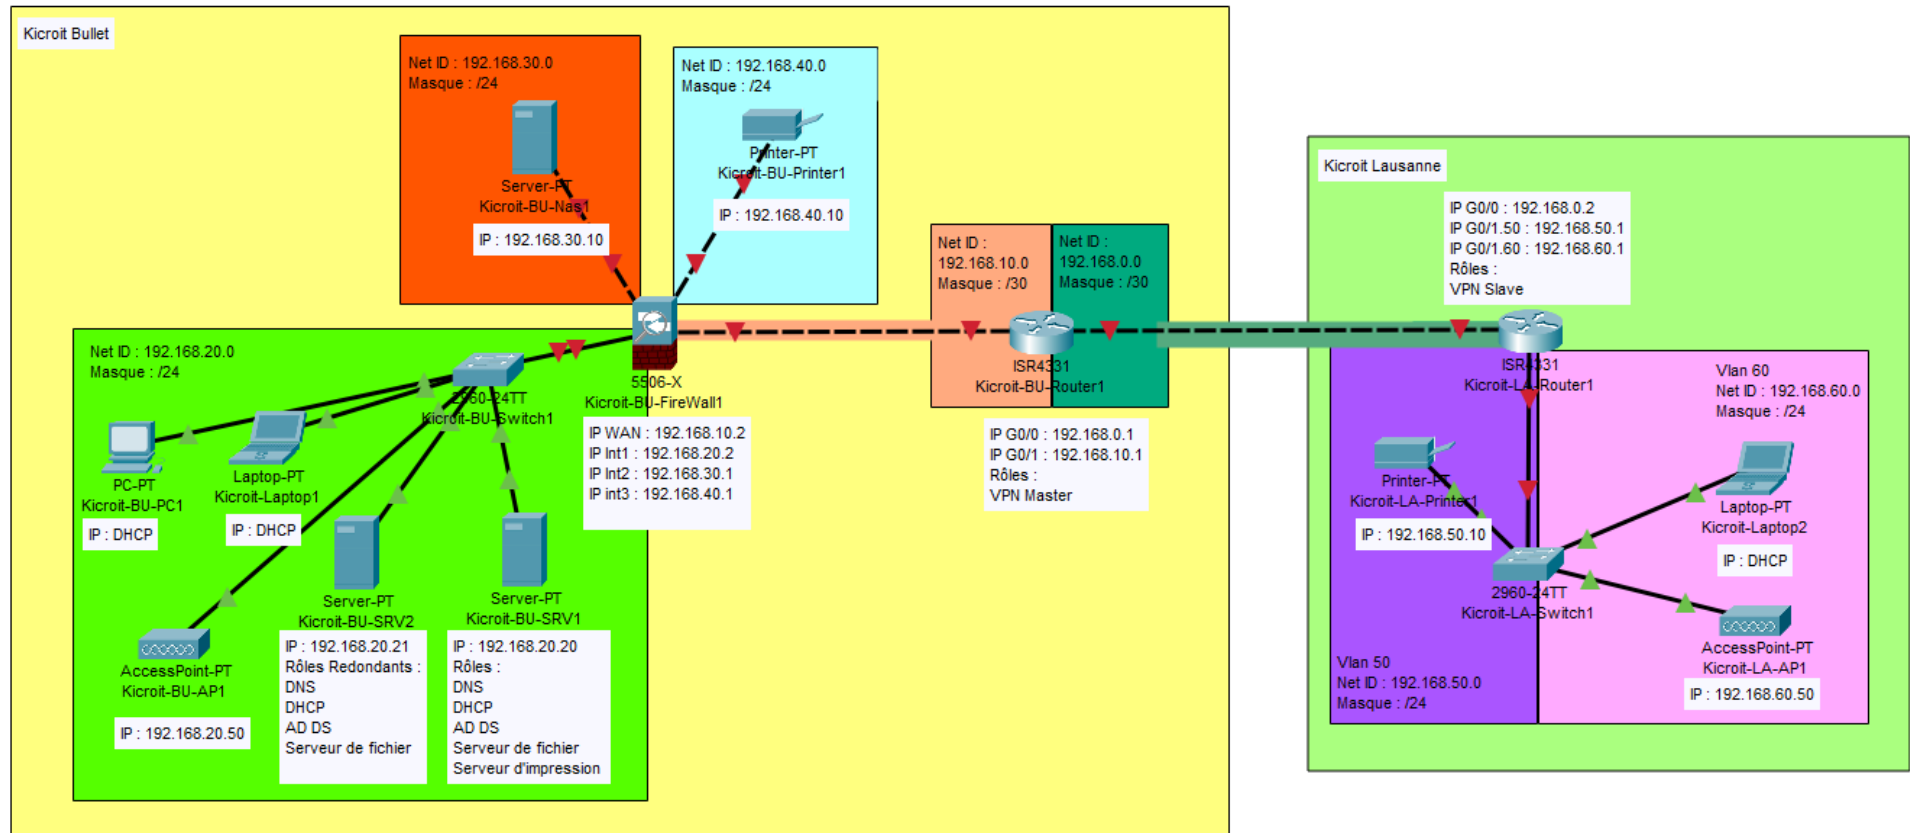 Kicroit Bullet
Net ID : 192.168.30.0
Masque : /24
Server-PT
Kicroit-BU-Nas1
IP : 192.168.30.10
Net ID : 192.168.40.0
Masque : /24
Printer-PT
Kicroit-BU-Printer1
IP : 192.168.40.10
Net ID : 192.168.20.0
Masque : /24
2960-24TT
Kicroit-BU-Switch1
PC-PT
Kicroit-BU-PC1
IP : DHCP
Laptop-PT
Kicroit-Laptop1
IP : DHCP
AccessPoint-PT
Kicroit-BU-AP1
IP : 192.168.20.50
Server-PT
Kicroit-BU-SRV2
IP : 192.168.20.21
Rôles Redondants :
DNS
DHCP
AD DS
Serveur de fichier
Server-PT
Kicroit-BU-SRV1
IP : 192.168.20.20
Rôles :
DNS
DHCP
AD DS
Serveur de fichier
Serveur d'impression
5506-X
Kicroit-BU-FireWall1
IP WAN : 192.168.10.2
IP Int1 : 192.168.20.2
IP Int2 : 192.168.30.1
IP int3 : 192.168.40.1
Net ID :
192.168.10.0
Masque : /30
Net ID :
192.168.0.0
Masque : /30
ISR4331
Kicroit-BU-Router1
IP G0/0 : 192.168.0.1
IP G0/1 : 192.168.10.1
Rôles :
VPN Master
Kicroit Lausanne
IP G0/0 : 192.168.0.2
IP G0/1.50 : 192.168.50.1
IP G0/1.60 : 192.168.60.1
Rôles :
VPN Slave
ISR4331
Kicroit-LA-Router1
Vlan 60
Net ID : 192.168.60.0
Masque : /24
Printer-PT
Kicroit-LA-Printer1
IP : 192.168.50.10
Laptop-PT
Kicroit-Laptop2
IP : DHCP
2960-24TT
Kicroit-LA-Switch1
AccessPoint-PT
Kicroit-LA-AP1
IP : 192.168.60.50
Vlan 50
Net ID : 192.168.50.0
Masque : /24